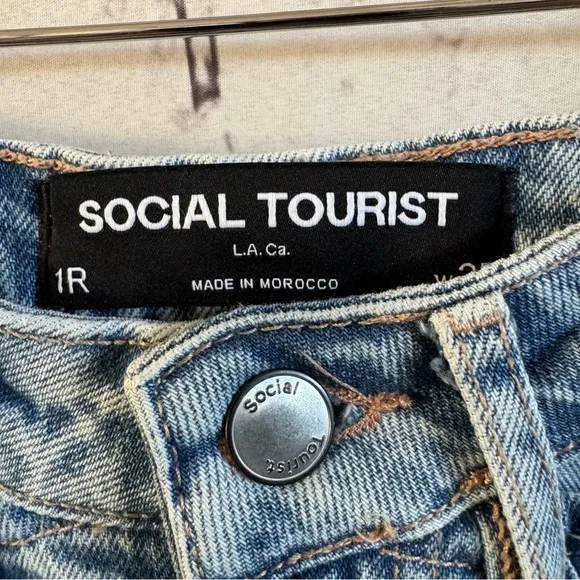 SOCIAL TOURIST
L.A. Ca.
1R
MADE IN MOROCCO
Social
Tourist